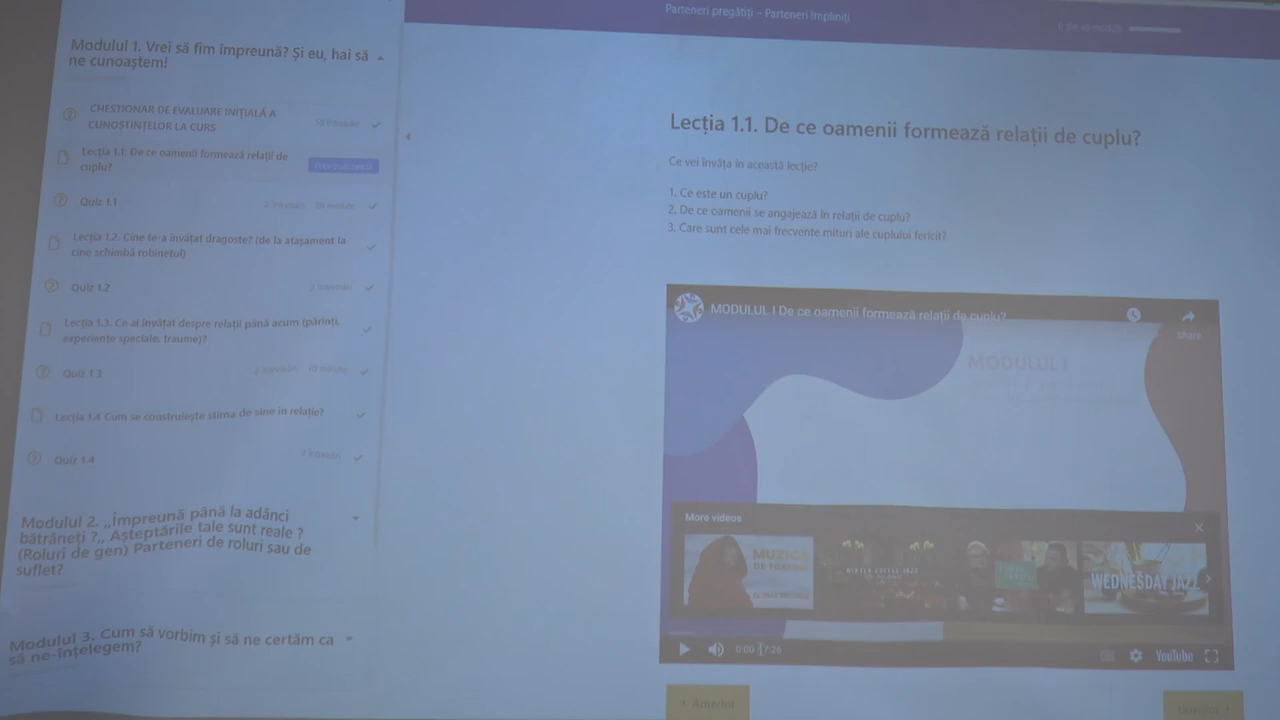 Parteneri pregătiți – Parteneri împliniți
Modulul 1. Vrei să fim împreună? Și eu, hai să
ne cunoaștem!
CHESTIONAR DE EVALUARE INIȚIALĂ A
CUNOȘTINȚELOR LA CURS
Lecția 1.1. De ce oamenii formează relații de
cuplu?
Quiz 1.1
Lecția 1.2. Cine te-a învățat dragoste? (de la atașament la
cine schimbă robinetul)
Quiz 1.2
Lecția 1.3. Ce ai învățat despre relații până acum (părinți,
experiențe speciale, traume)?
Quiz 1.3
Lecția 1.4 Cum se construiește stima de sine în relație?
Quiz 1.4
Modulul 2. „Împreună până la adânci
bătrâneți ?„ Așteptările tale sunt reale ?
(Roluri de gen) Parteneri de roluri sau de
suflet?
Modulul 3. Cum să vorbim și să ne certăm ca
să ne-înțelegem?
Lecția 1.1. De ce oamenii formează relații de cuplu?
Ce vei învăța în această lecție?
1. Ce este un cuplu?
2. De ce oamenii se angajează în relații de cuplu?
3. Care sunt cele mai frecvente mituri ale cuplului fericit?
MODULUL I De ce oamenii formează relații de cuplu?
Share
MODULUL I
More videos
MUZICA
WEDNESDAY JAZZ
0:00 / 7:26
YouTube
Anterior